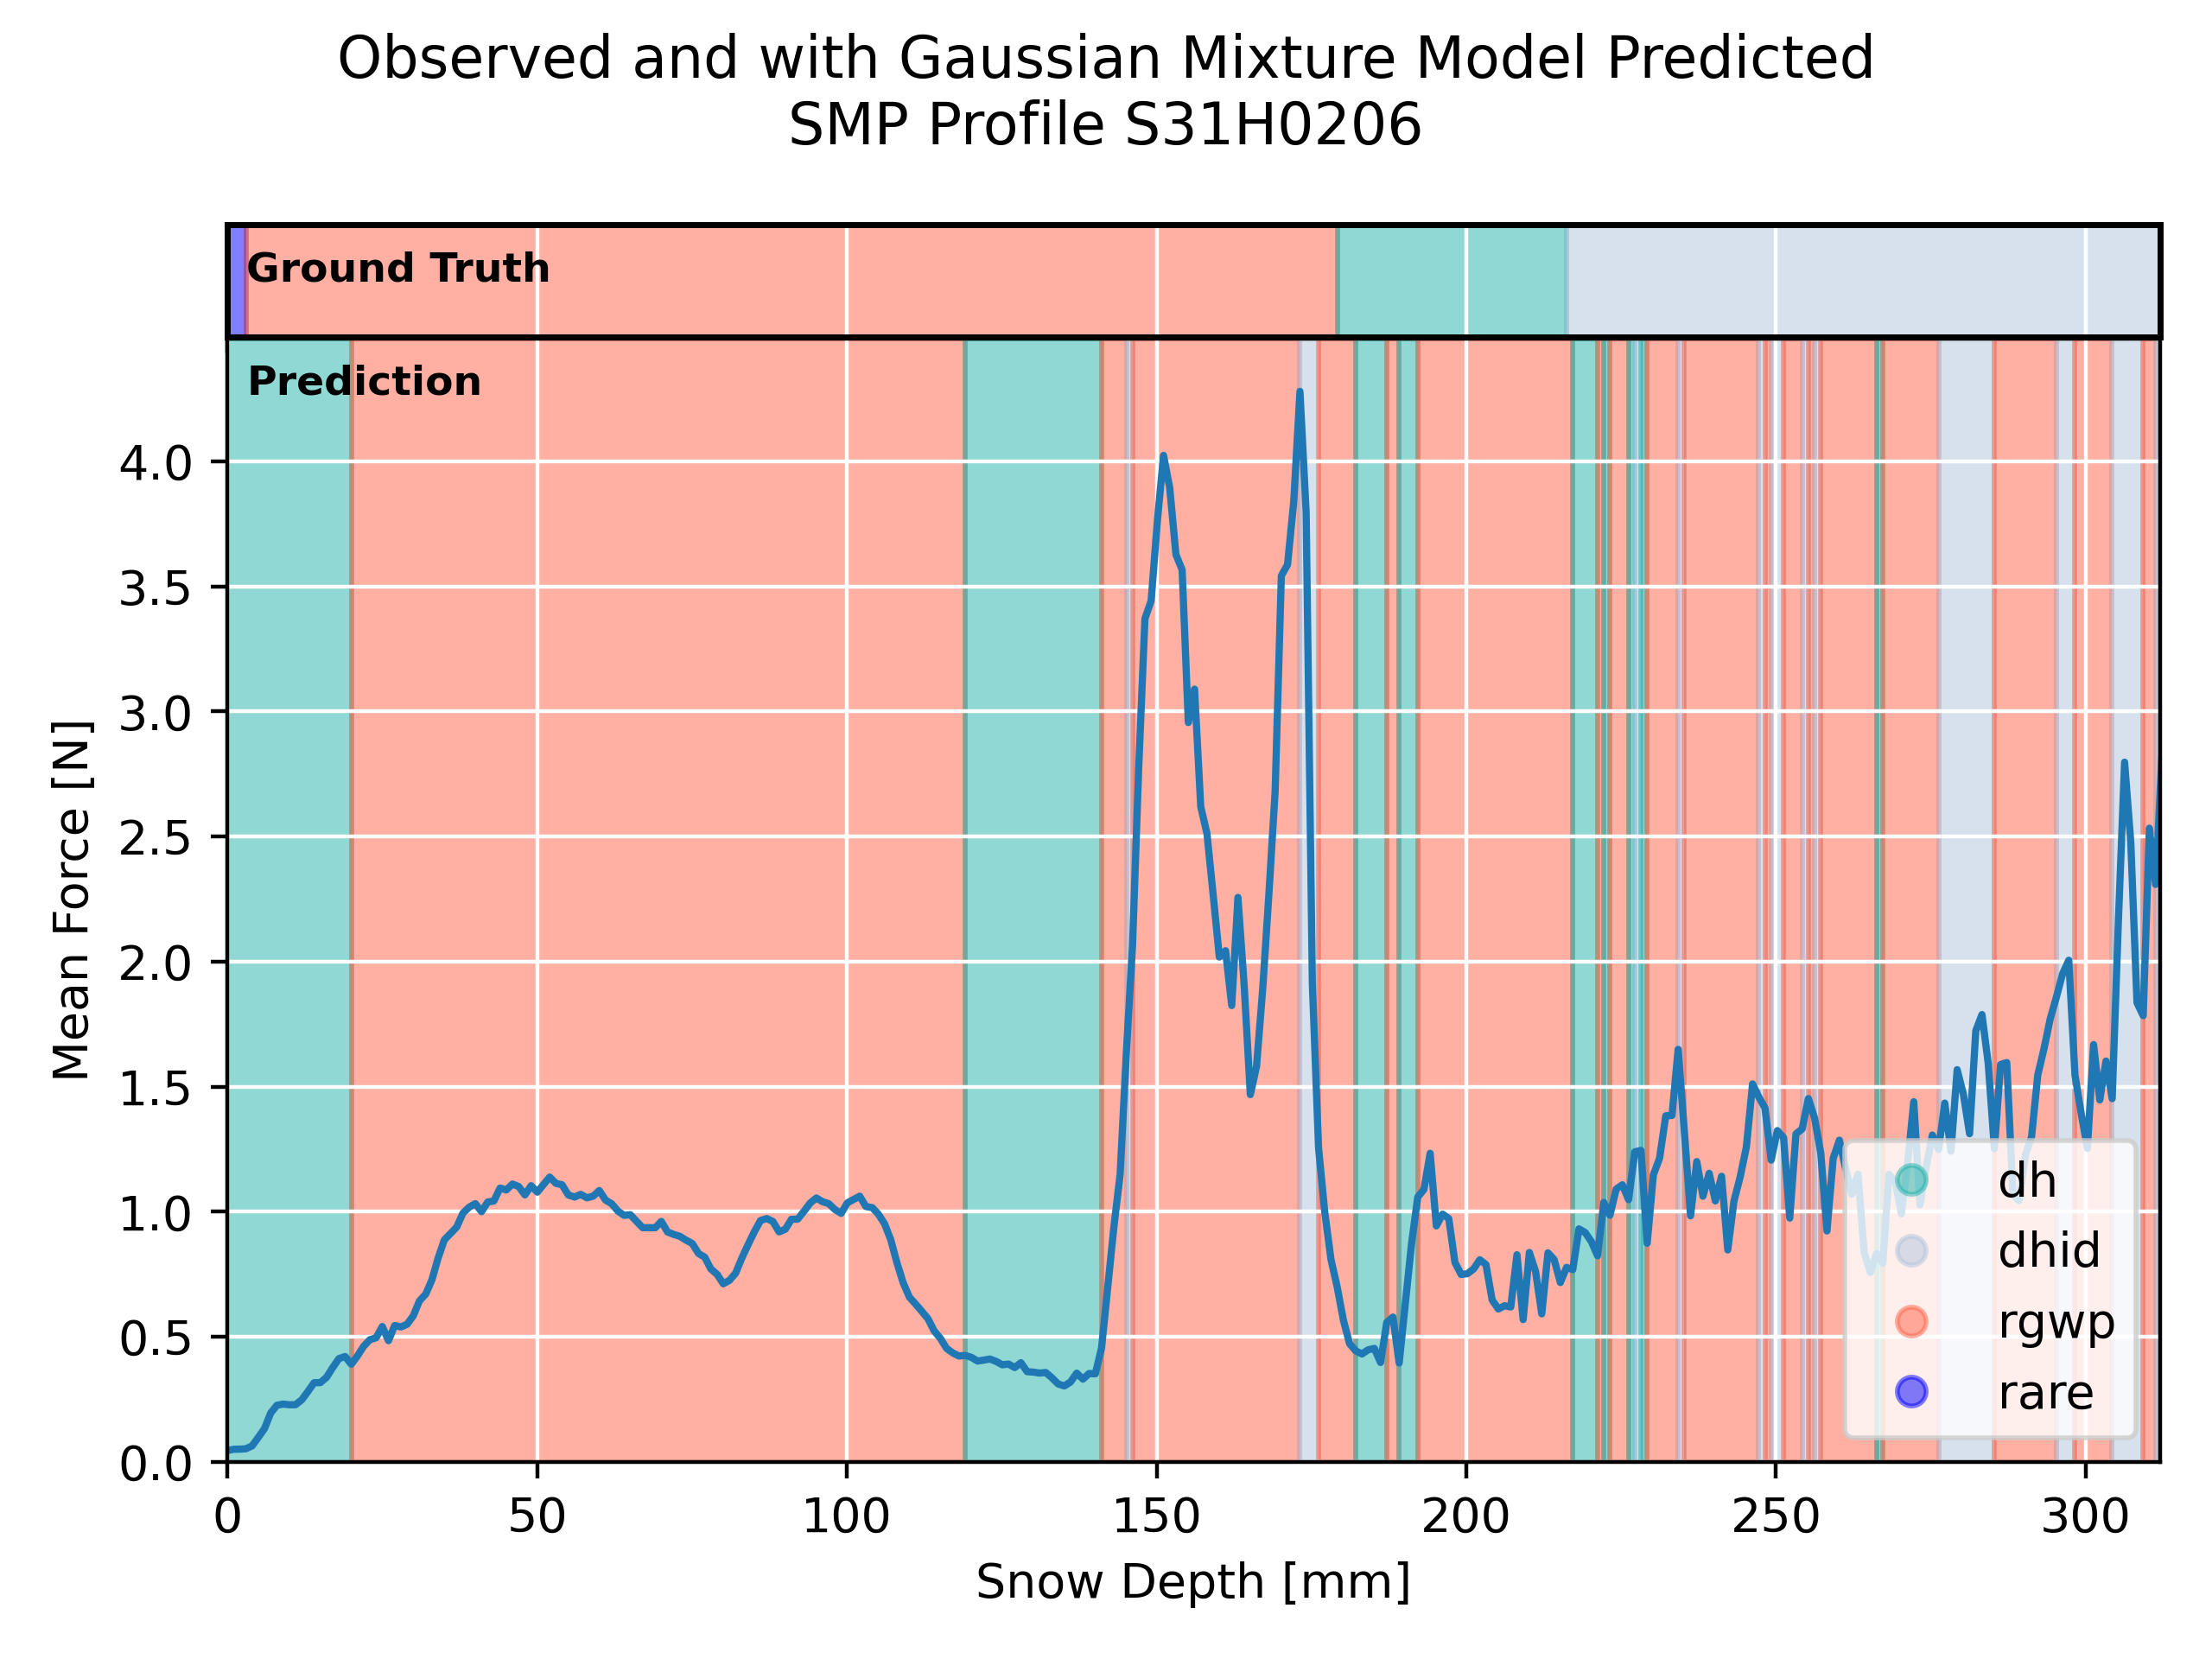 Observed and with Gaussian Mixture Model Predicted
SMP Profile S31H0206
Ground Truth
Prediction
4.0
3.5
3.0
2.5
2.0
1.5
1.0
0.5
0.0
Mean Force [N]
dh
dhid
rgwp
rare
0 50 100 150 200 250 300
Snow Depth [mm]